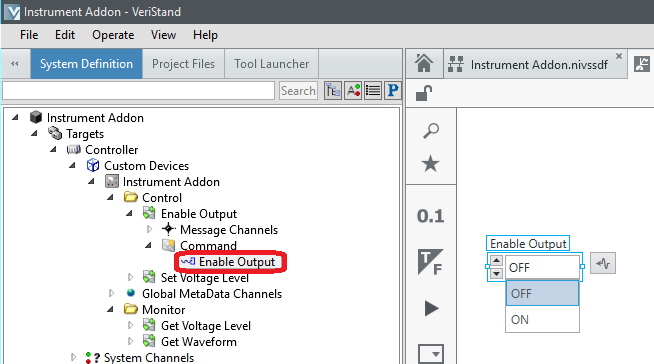 Instrument Addon - VeriStand
File Edit Operate View Help
System Definition Project Files Tool Launcher
Instrument Addon.nivssdf
Search
P
Instrument Addon
Targets
Controller
Custom Devices
Instrument Addon
Control
Enable Output
Message Channels
Command
Enable Output
Set Voltage Level
Global MetaData Channels
Monitor
Get Voltage Level
Get Waveform
System Channels
0.1
T/F
Enable Output
OFF
OFF
ON